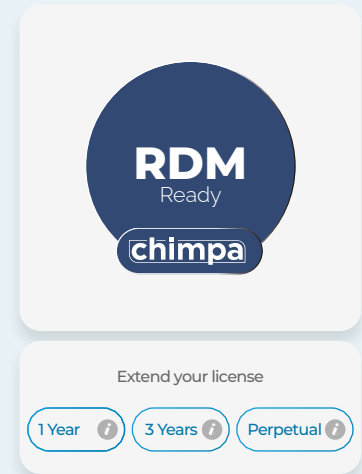 RDM
Ready
chimpa
Extend your license
1 Year i 3 Years i Perpetual i